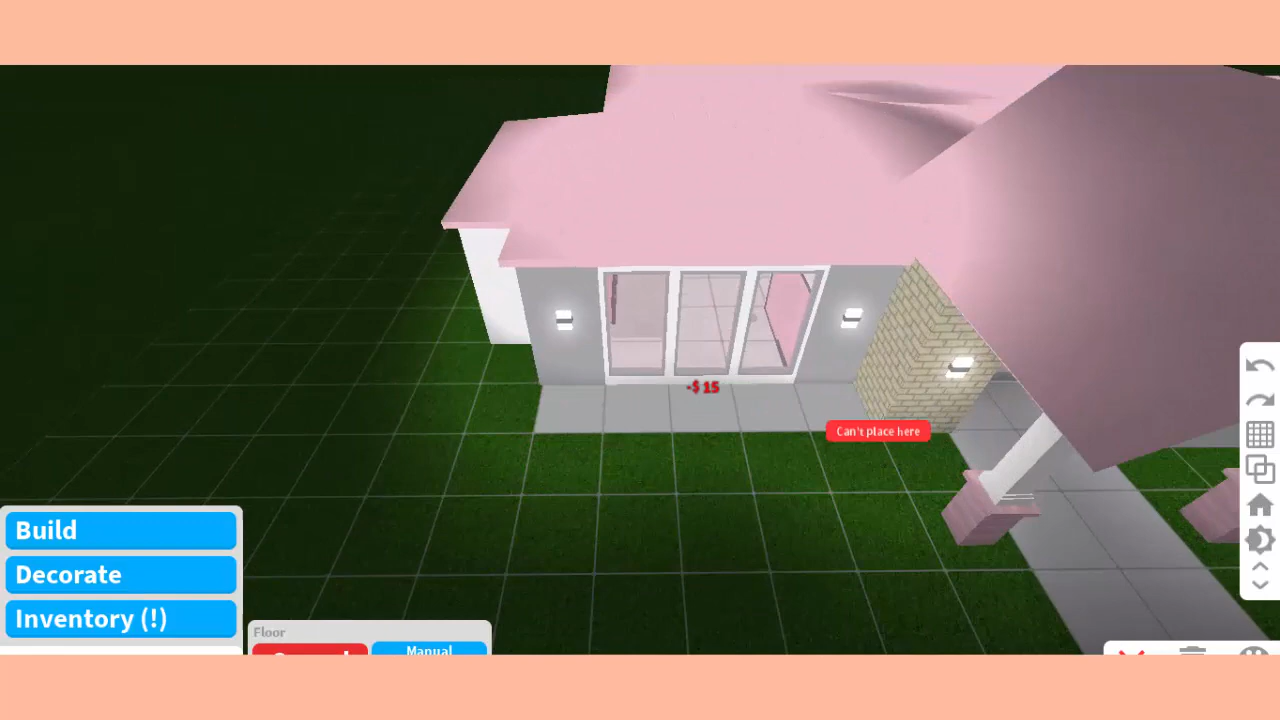 -$ 15
Can't place here
Build
Decorate
Inventory (!)
Floor
Manual